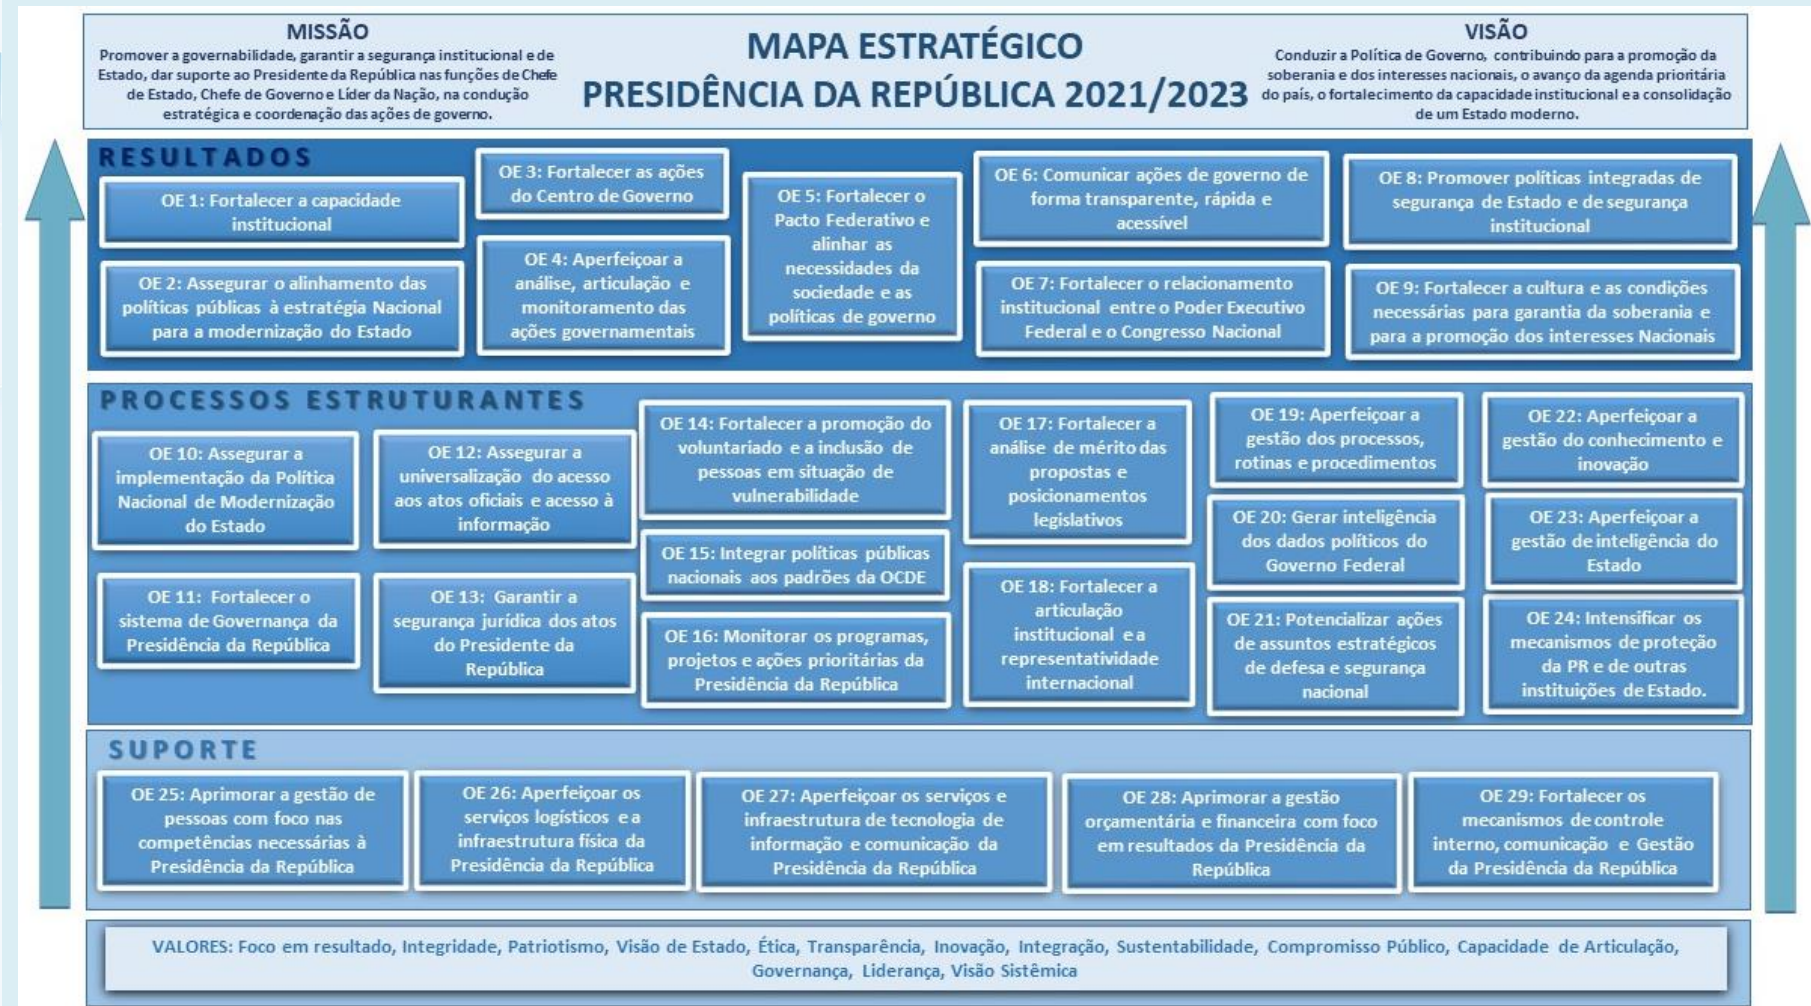 MISSÃO
Promover a governabilidade, garantir a segurança institucional e de
Estado, dar suporte ao Presidente da República nas funções de Chefe
de Estado, Chefe de Governo e Líder da Nação, na condução
estratégica e coordenação das ações de governo.
MAPA ESTRATÉGICO
PRESIDÊNCIA DA REPÚBLICA 2021/2023
VISÃO
Conduzir a Política de Governo, contribuindo para a promoção da
soberania e dos interesses nacionais, o avanço da agenda prioritária
do país, o fortalecimento da capacidade institucional e a consolidação
de um Estado moderno.
RESULTADOS
OE 1: Fortalecer a capacidade
institucional
OE 2: Assegurar o alinhamento das
políticas públicas à estratégia Nacional
para a modernização do Estado
OE 3: Fortalecer as ações
do Centro de Governo
OE 4: Aperfeiçoar a
análise, articulação e
monitoramento das
ações governamentais
OE 5: Fortalecer o
Pacto Federativo e
alinhar as
necessidades da
sociedade e as
políticas de governo
OE 6: Comunicar ações de governo de
forma transparente, rápida e
acessível
OE 7: Fortalecer o relacionamento
institucional entre o Poder Executivo
Federal e o Congresso Nacional
OE 8: Promover políticas integradas de
segurança de Estado e de segurança
institucional
OE 9: Fortalecer a cultura e as condições
necessárias para garantia da soberania e
para a promoção dos interesses Nacionais
PROCESSOS ESTRUTURANTES
OE 10: Assegurar a
implementação da Política
Nacional de Modernização
do Estado
OE 11: Fortalecer o
sistema de Governança da
Presidência da República
OE 12: Assegurar a
universalização do acesso
aos atos oficiais e acesso à
informação
OE 13: Garantir a
segurança jurídica dos atos
do Presidente da
República
OE 14: Fortalecer a promoção do
voluntariado e a inclusão de
pessoas em situação de
vulnerabilidade
OE 15: Integrar políticas públicas
nacionais aos padrões da OCDE
OE 16: Monitorar os programas,
projetos e ações prioritárias da
Presidência da República
OE 17: Fortalecer a
análise de mérito das
propostas e
posicionamentos
legislativos
OE 18: Fortalecer a
articulação
institucional e a
representatividade
internacional
OE 19: Aperfeiçoar a
gestão dos processos,
rotinas e procedimentos
OE 20: Gerar inteligência
dos dados políticos do
Governo Federal
OE 21: Potencializar ações
de assuntos estratégicos
de defesa e segurança
nacional
OE 22: Aperfeiçoar a
gestão do conhecimento e
inovação
OE 23: Aperfeiçoar a
gestão de inteligência do
Estado
OE 24: Intensificar os
mecanismos de proteção
da PR e de outras
instituições de Estado.
SUPORTE
OE 25: Aprimorar a gestão de
pessoas com foco nas
competências necessárias à
Presidência da República
OE 26: Aperfeiçoar os
serviços logísticos e a
infraestrutura física da
Presidência da República
OE 27: Aperfeiçoar os serviços e
infraestrutura de tecnologia de
informação e comunicação da
Presidência da República
OE 28: Aprimorar a gestão
orçamentária e financeira com foco
em resultados da Presidência da
República
OE 29: Fortalecer os
mecanismos de controle
interno, comunicação e Gestão
da Presidência da República
VALORES: Foco em resultado, Integridade, Patriotismo, Visão de Estado, Ética, Transparência, Inovação, Integração, Sustentabilidade, Compromisso Público, Capacidade de Articulação,
Governança, Liderança, Visão Sistêmica